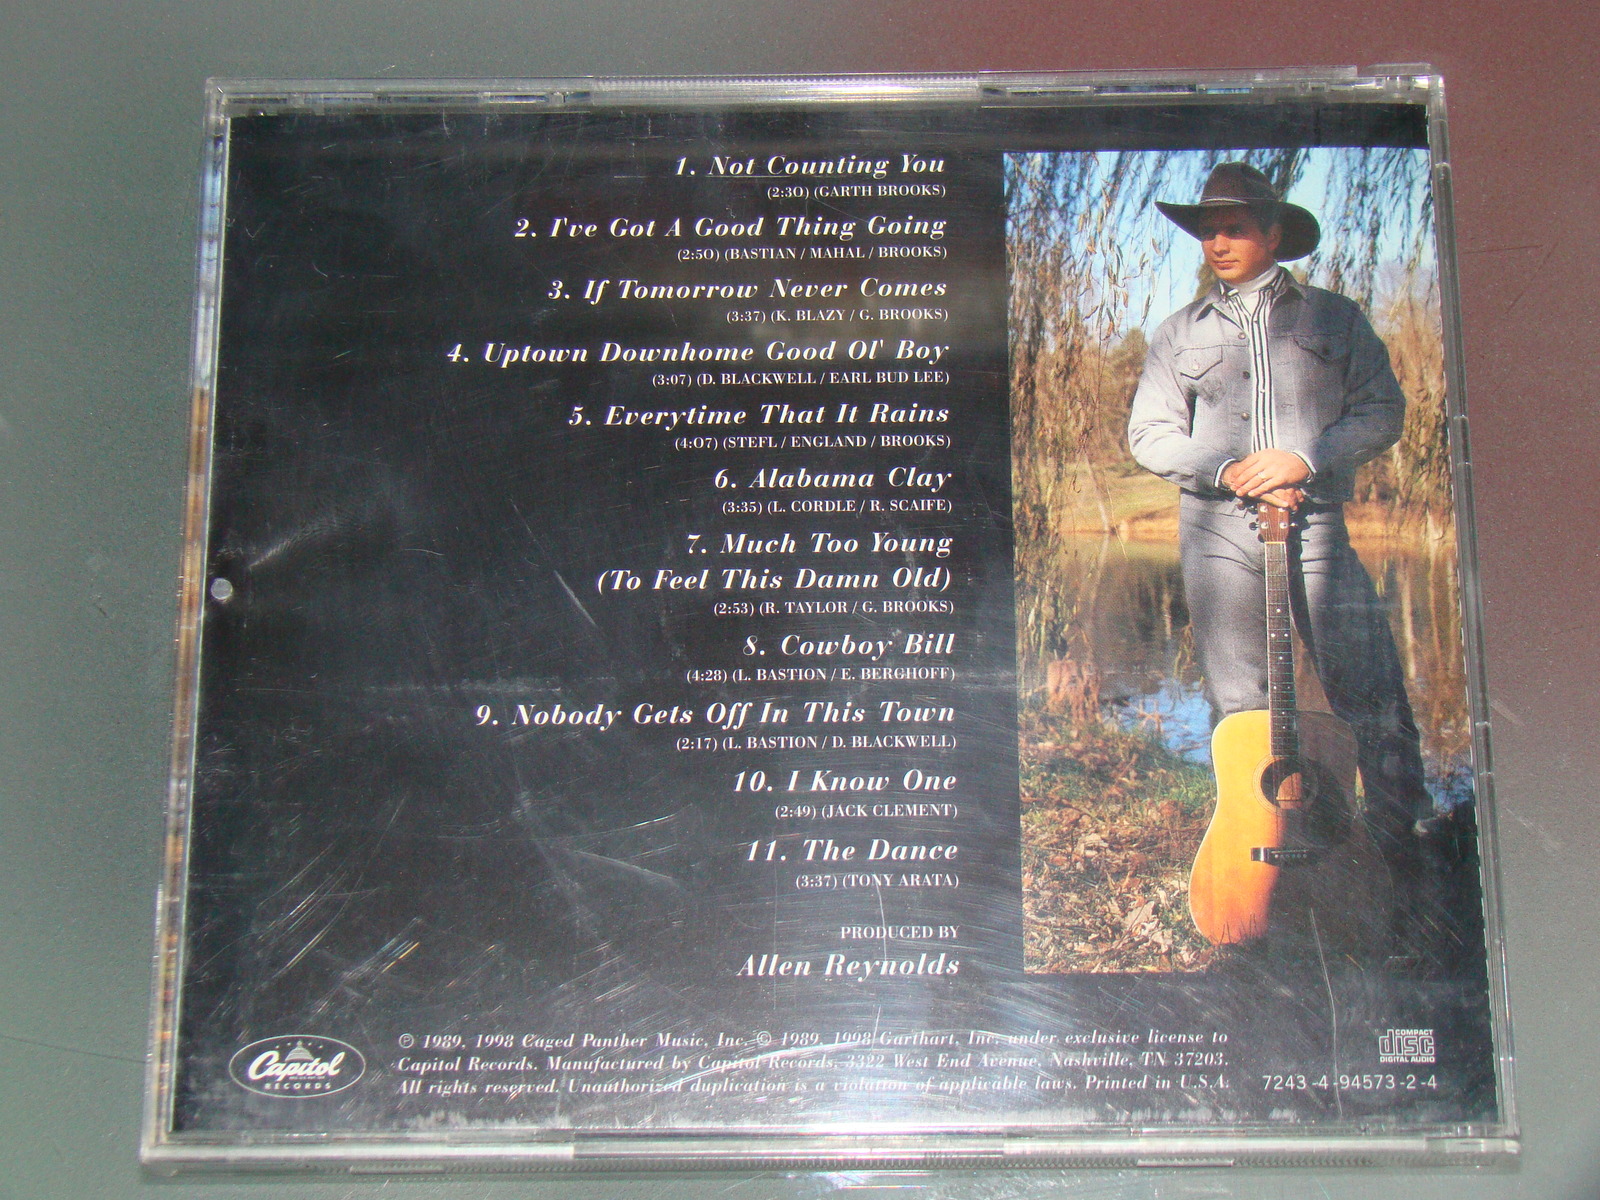 1. Not Counting You
(2:30) (GARTH BROOKS)
2. I've Got A Good Thing Going
(2:50) (BASTIAN / MAHAL / BROOKS)
3. If Tomorrow Never Comes
(3:37) (K. BLAZY / G. BROOKS)
4. Uptown Downhome Good Ol' Boy
(3:07) (D. BLACKWELL / EARL BUD LEE)
5. Everytime That It Rains
(4:07) (STEFL / ENGLAND / BROOKS)
6. Alabama Clay
(3:35) (L. CORDLE / R. SCAIFE)
7. Much Too Young
(To Feel This Damn Old)
(2:53) (R. TAYLOR / G. BROOKS)
8. Cowboy Bill
(4:28) (L. BASTION / E. BERGHOFF)
9. Nobody Gets Off In This Town
(2:17) (L. BASTION / D. BLACKWELL)
10. I Know One
(2:49) (JACK CLEMENT)
11. The Dance
(3:37) (TONY ARATA)
PRODUCED BY
Allen Reynolds
Capitol
RECORDS
℗ 1989, 1998 Caged Panther Music, Inc. © 1989, 1998 Garthart, Inc. under exclusive license to
Capitol Records. Manufactured by Capitol Records, 3322 West End Avenue, Nashville, TN 37203.
All rights reserved. Unauthorized duplication is a violation of applicable laws. Printed in U.S.A.
COMPACT
disc
DIGITAL AUDIO
7243-4-94573-2-4